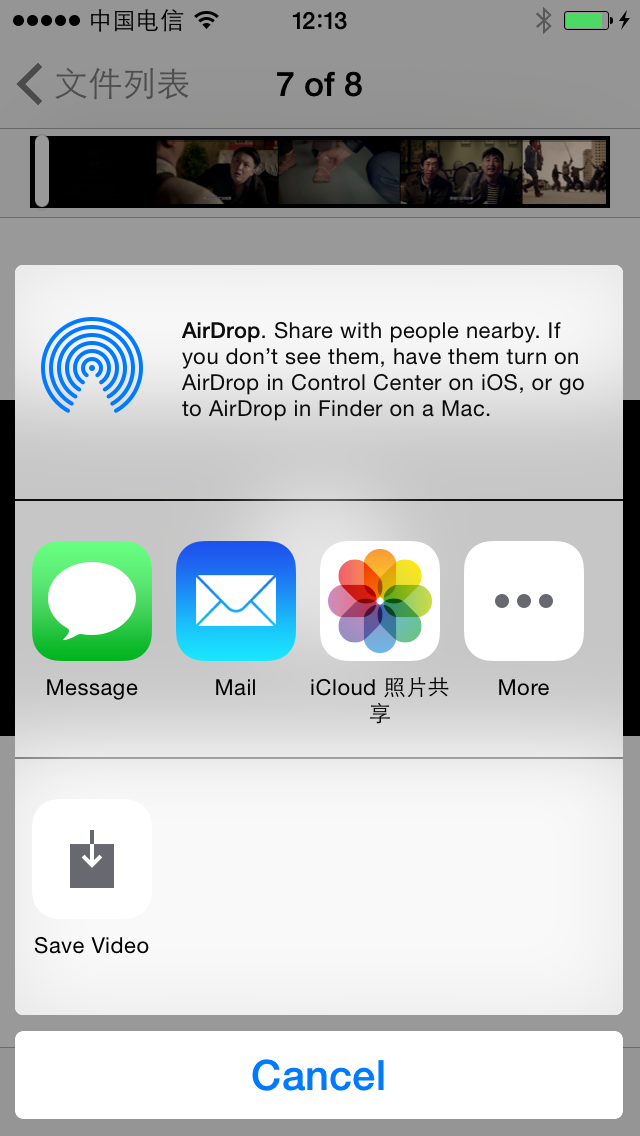 中国电信 12:13
文件列表 7 of 8
AirDrop. Share with people nearby. If
you don’t see them, have them turn on
AirDrop in Control Center on iOS, or go
to AirDrop in Finder on a Mac.
Message Mail iCloud 照片共 More
享
Save Video
Cancel